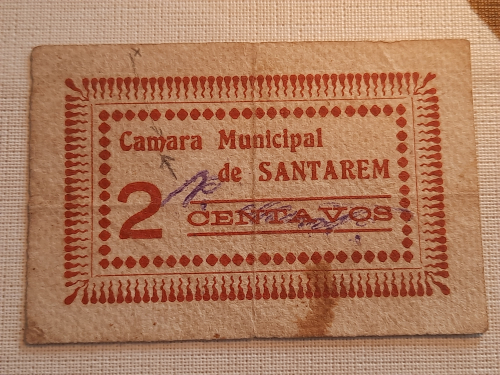 Camara Municipal
de SANTAREM
2 CENTAVOS